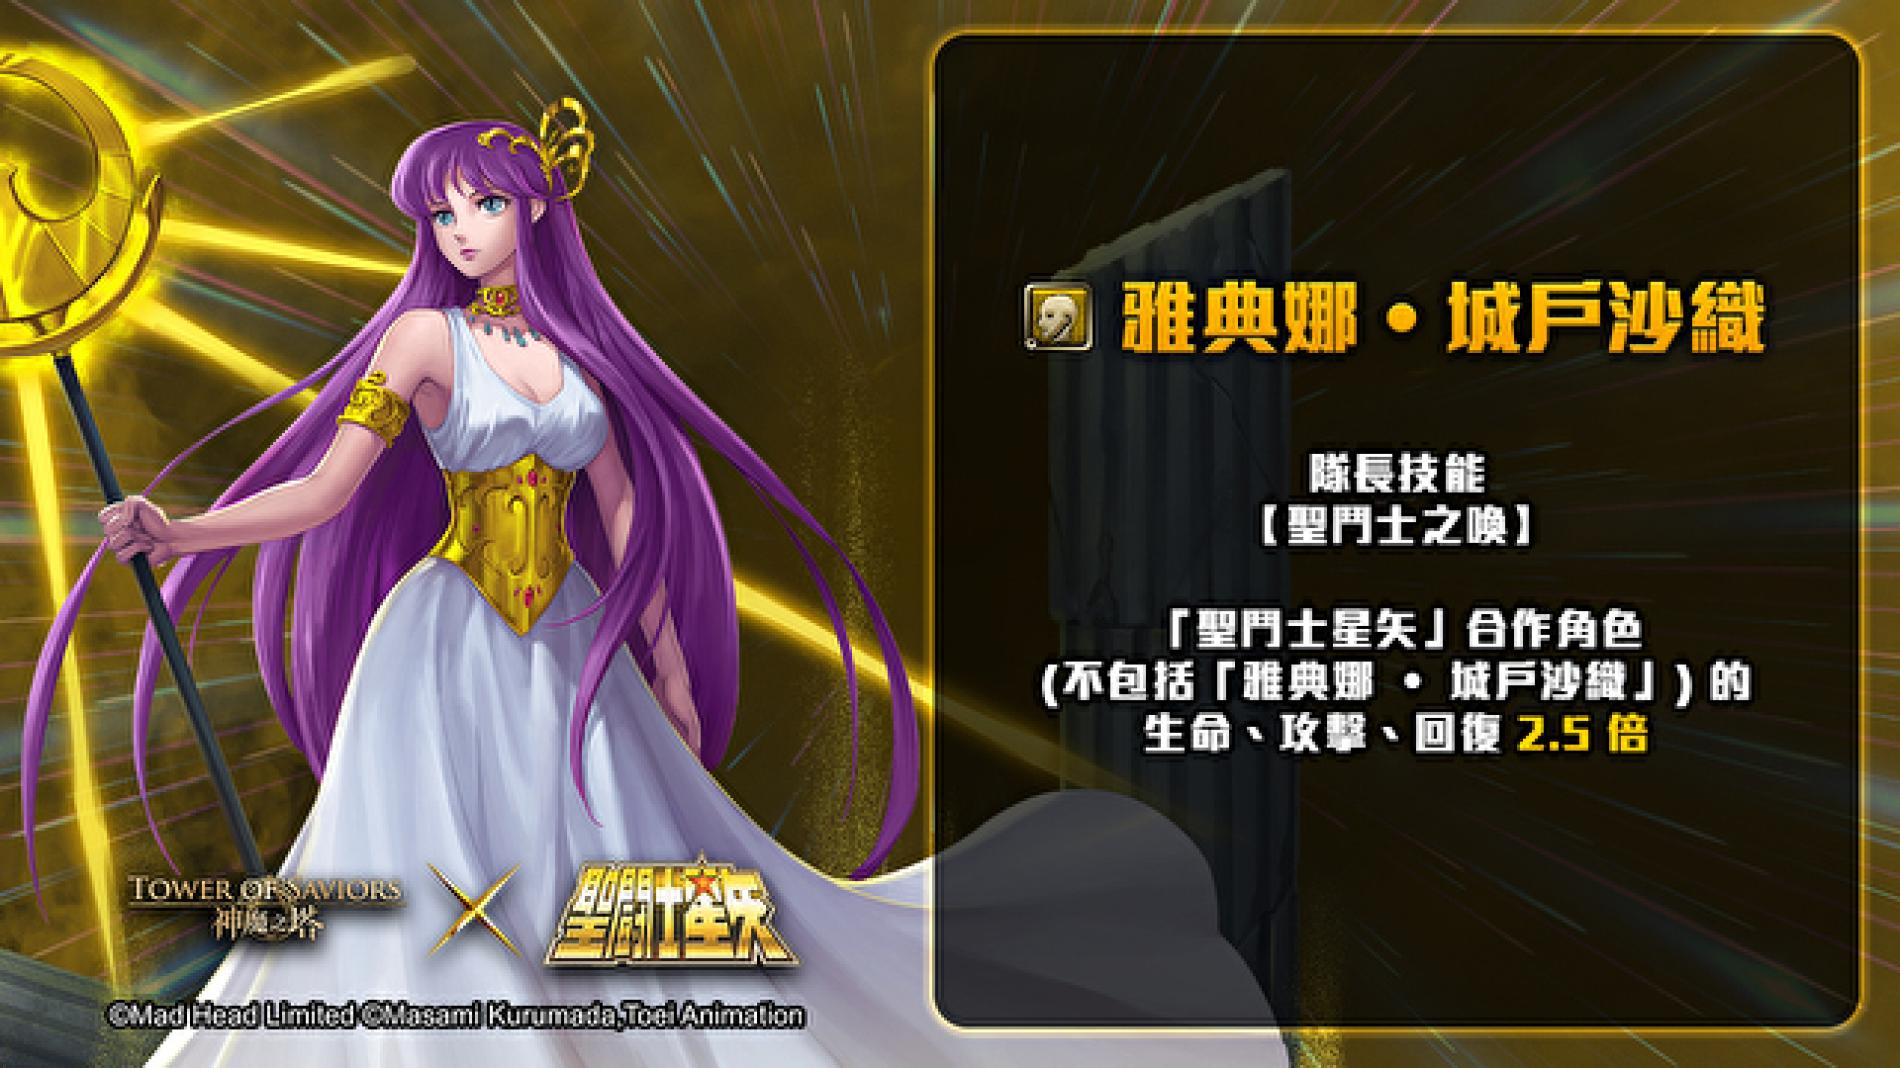 雅典娜•城戶沙織
隊長技能
【聖鬥士之喚】
「聖鬥士星矢」合作角色
(不包括「雅典娜 • 城戶沙織」) 的
生命、攻擊、回復 2.5 倍
TOWER OF SAVIORS
神魔之塔
聖闘士星矢
©Mad Head Limited ©Masami Kurumada,Toei Animation